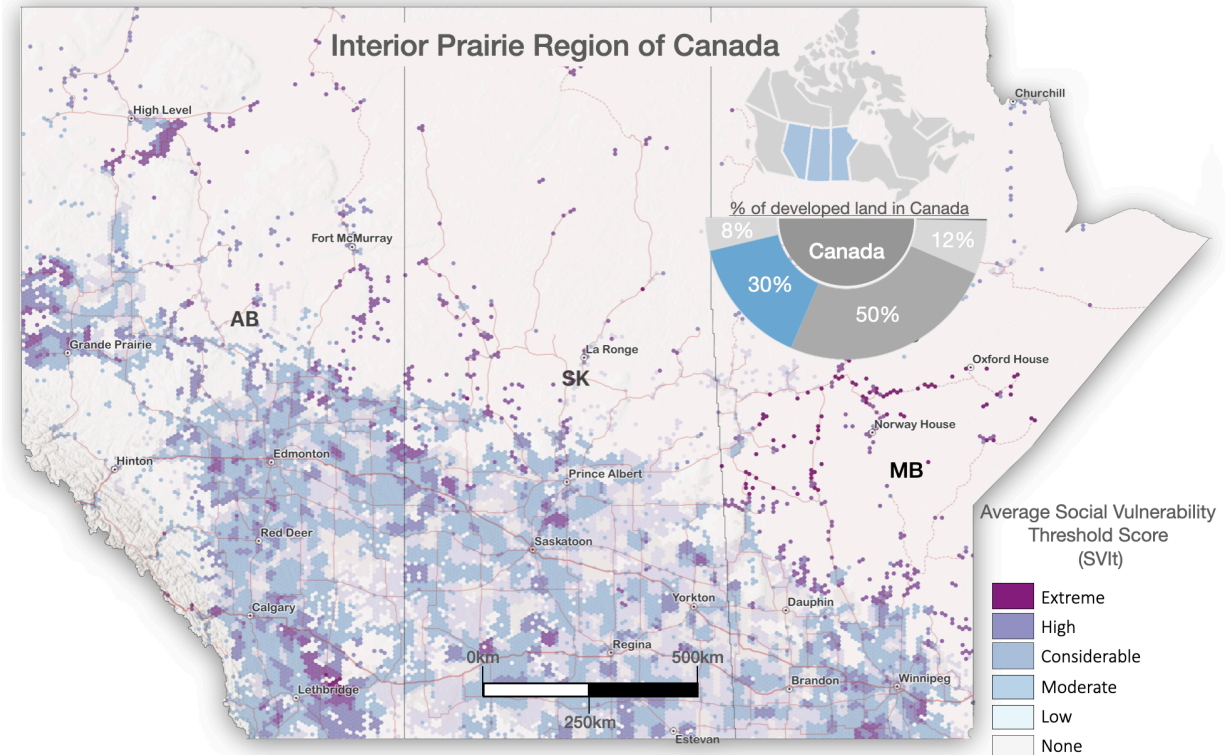 Interior Prairie Region of Canada
High Level
Churchill
% of developed land in Canada
8%
Canada
12%
30%
50%
Fort McMurray
AB
Grande Prairie
La Ronge
SK
Oxford House
Norway House
Hinton
Edmonton
Prince Albert
MB
Red Deer
Saskatoon
Calgary
Yorkton
Dauphin
Regina
0km
500km
Lethbridge
Brandon
Winnipeg
250km
Estevan
Average Social Vulnerability
Threshold Score
(SVIt)
Extreme
High
Considerable
Moderate
Low
None